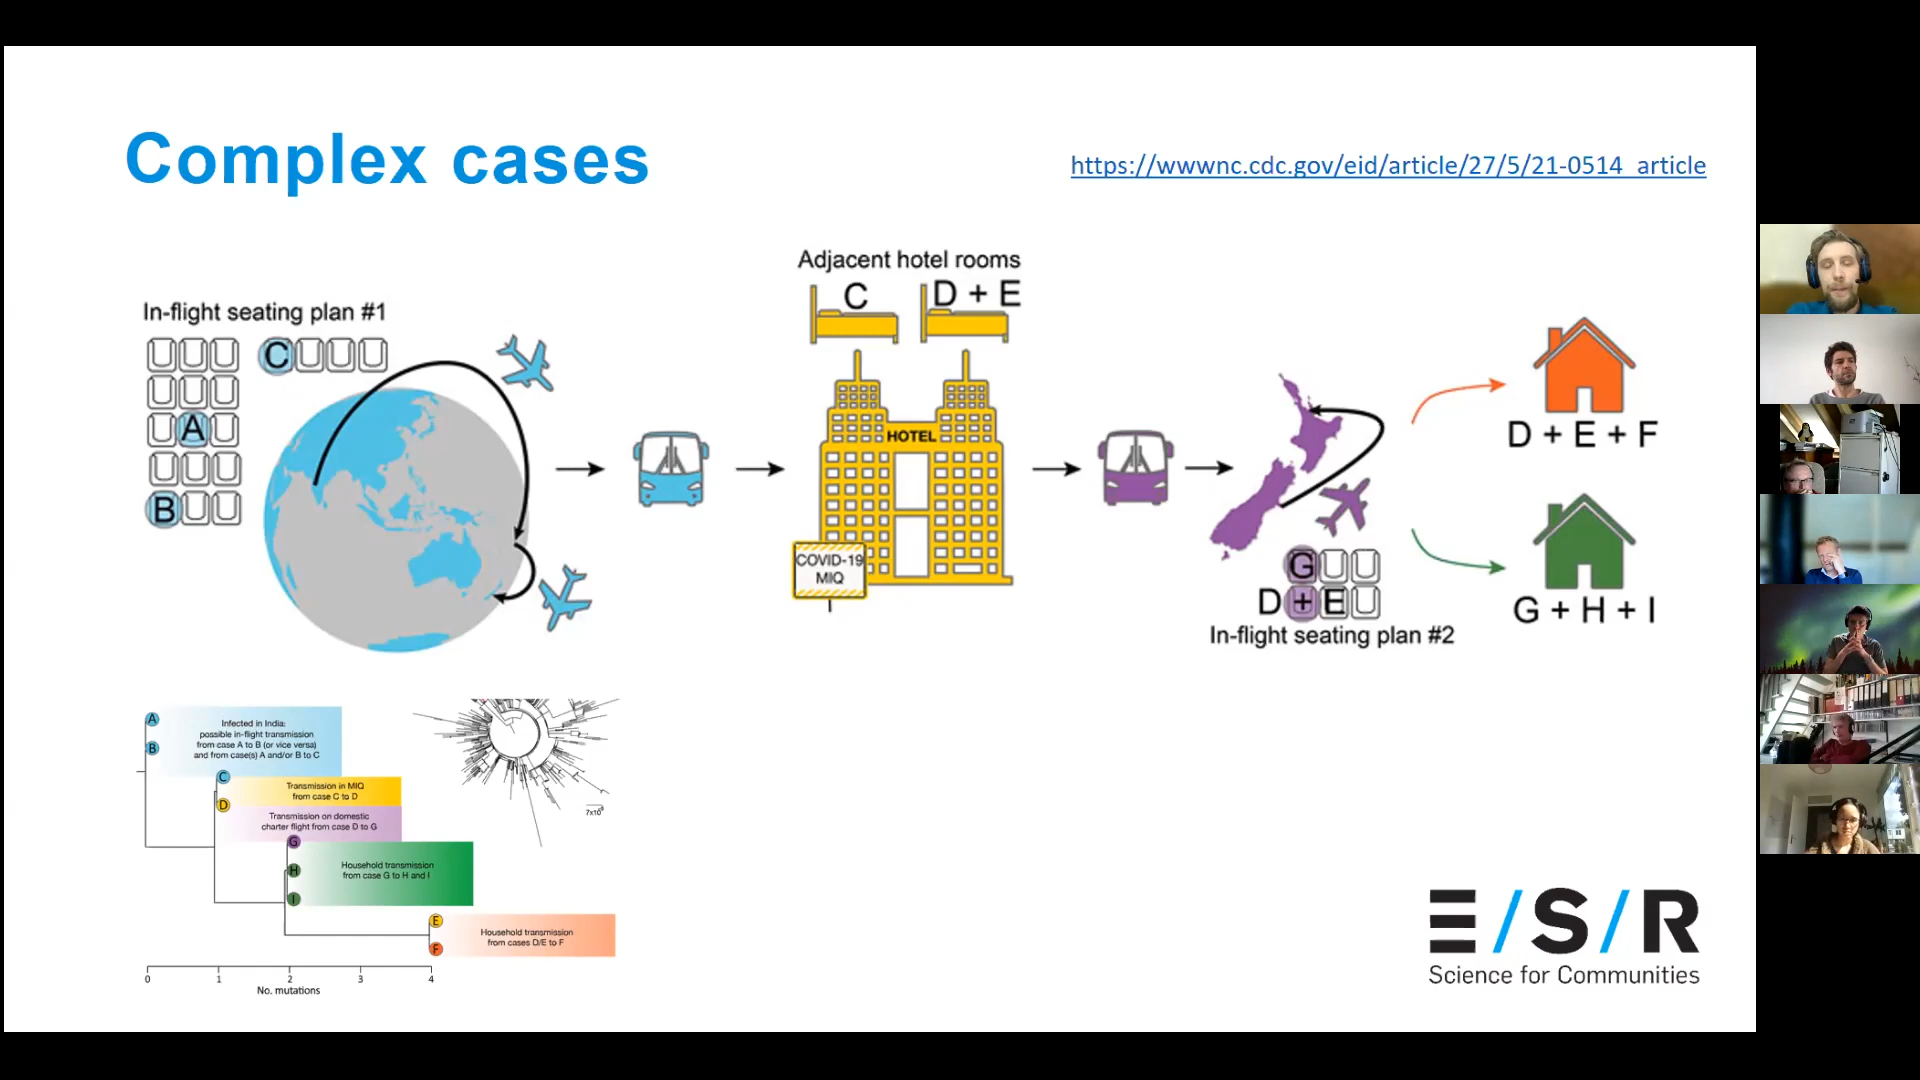 Complex cases
https://wwwnc.cdc.gov/eid/article/27/5/21-0514_article
In-flight seating plan #1
C
A
B
Adjacent hotel rooms
C
D + E
HOTEL
COVID-19
MIQ
G
D + E
In-flight seating plan #2
D + E + F
G + H + I
A
B
Infected in India:
possible in-flight transmission
from case A to B (or vice versa)
and from case(s) A and/or B to C
C
D
Transmission in MIQ
from case C to D
Transmission on domestic
charter flight from case D to G
G
H
I
Household transmission
from case G to H and I
E
F
Household transmission
from cases D/E to F
0 1 2 3 4
No. mutations
E/S/R
Science for Communities